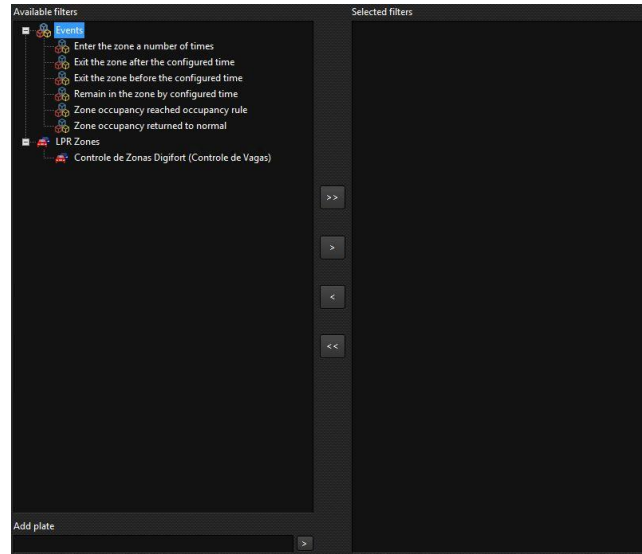 Available filters
Selected filters
Events
Enter the zone a number of times
Exit the zone after the configured time
Exit the zone before the configured time
Remain in the zone by configured time
Zone occupancy reached occupancy rule
Zone occupancy returned to normal
LPR Zones
Controle de Zonas Digifort (Controle de Vagas)
>>
>
<
<<
Add plate
>